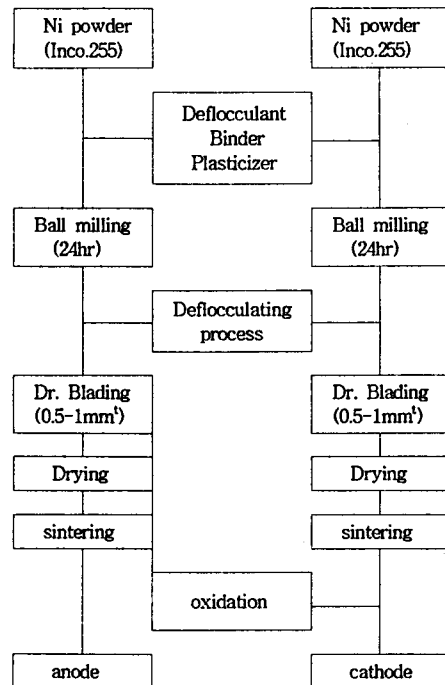 Ni powder
(Inco.255)
Ni powder
(Inco.255)
Deflocculant
Binder
Plasticizer
Ball milling
(24hr)
Ball milling
(24hr)
Deflocculating
process
Dr. Blading
(0.5-1mmᵗ)
Dr. Blading
(0.5-1mmᵗ)
Drying
Drying
sintering
sintering
oxidation
anode
cathode